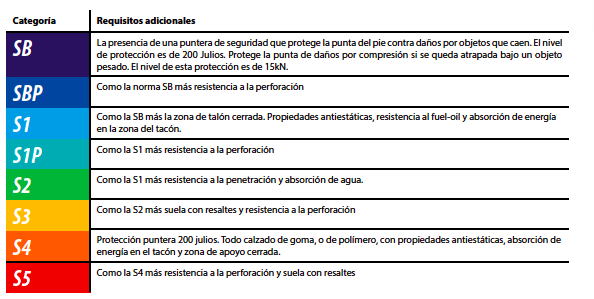 Categoría Requisitos adicionales
SB
La presencia de una puntera de seguridad que protege la punta del pie contra daños por objetos que caen. El nivel
de protección es de 200 Julios. Protege la punta de daños por compresión si se queda atrapada bajo un objeto
pesado. El nivel de esta protección es de 15kN.
SBP
Como la norma SB más resistencia a la perforación
S1
Como la SB más la zona de talón cerrada. Propiedades antiestáticas, resistencia al fuel-oil y absorción de energía
en la zona del tacón.
S1P
Como la S1 más resistencia a la perforación
S2
Como la S1 más resistencia a la penetración y absorción de agua.
S3
Como la S2 más suela con resaltes y resistencia a la perforación
S4
Protección puntera 200 julios. Todo calzado de goma, o de polímero, con propiedades antiestáticas, absorción de
energía en el tacón y zona de apoyo cerrada.
S5
Como la S4 más resistencia a la perforación y suela con resaltes